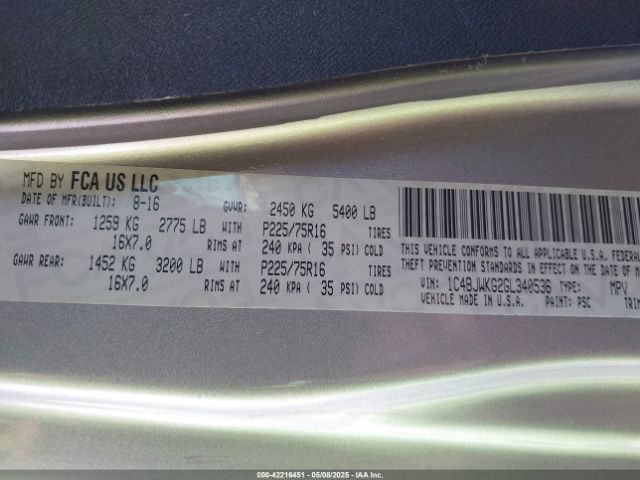 MFD BY FCA US LLC
DATE OF MFR(BUILT): 8-16 GVWR: 2450 KG 5400 LB
GAWR FRONT: 1259 KG 2775 LB WITH P225/75R16 TIRES
16X7.0 RIMS AT 240 KPA ( 35 PSI) COLD
GAWR REAR: 1452 KG 3200 LB WITH P225/75R16 TIRES
16X7.0 RIMS AT 240 KPA ( 35 PSI) COLD
THIS VEHICLE CONFORMS TO ALL APPLICABLE U.S.A. FEDERAL
THEFT PREVENTION STANDARDS IN EFFECT ON THE DATE OF
VIN: 1C4BJWKG2GL340536 TYPE: MPV
VEHICLE MADE IN U.S.A. PAINT: PSC TRIM
000-42216451 - 05/08/2025 - IAAI.COM